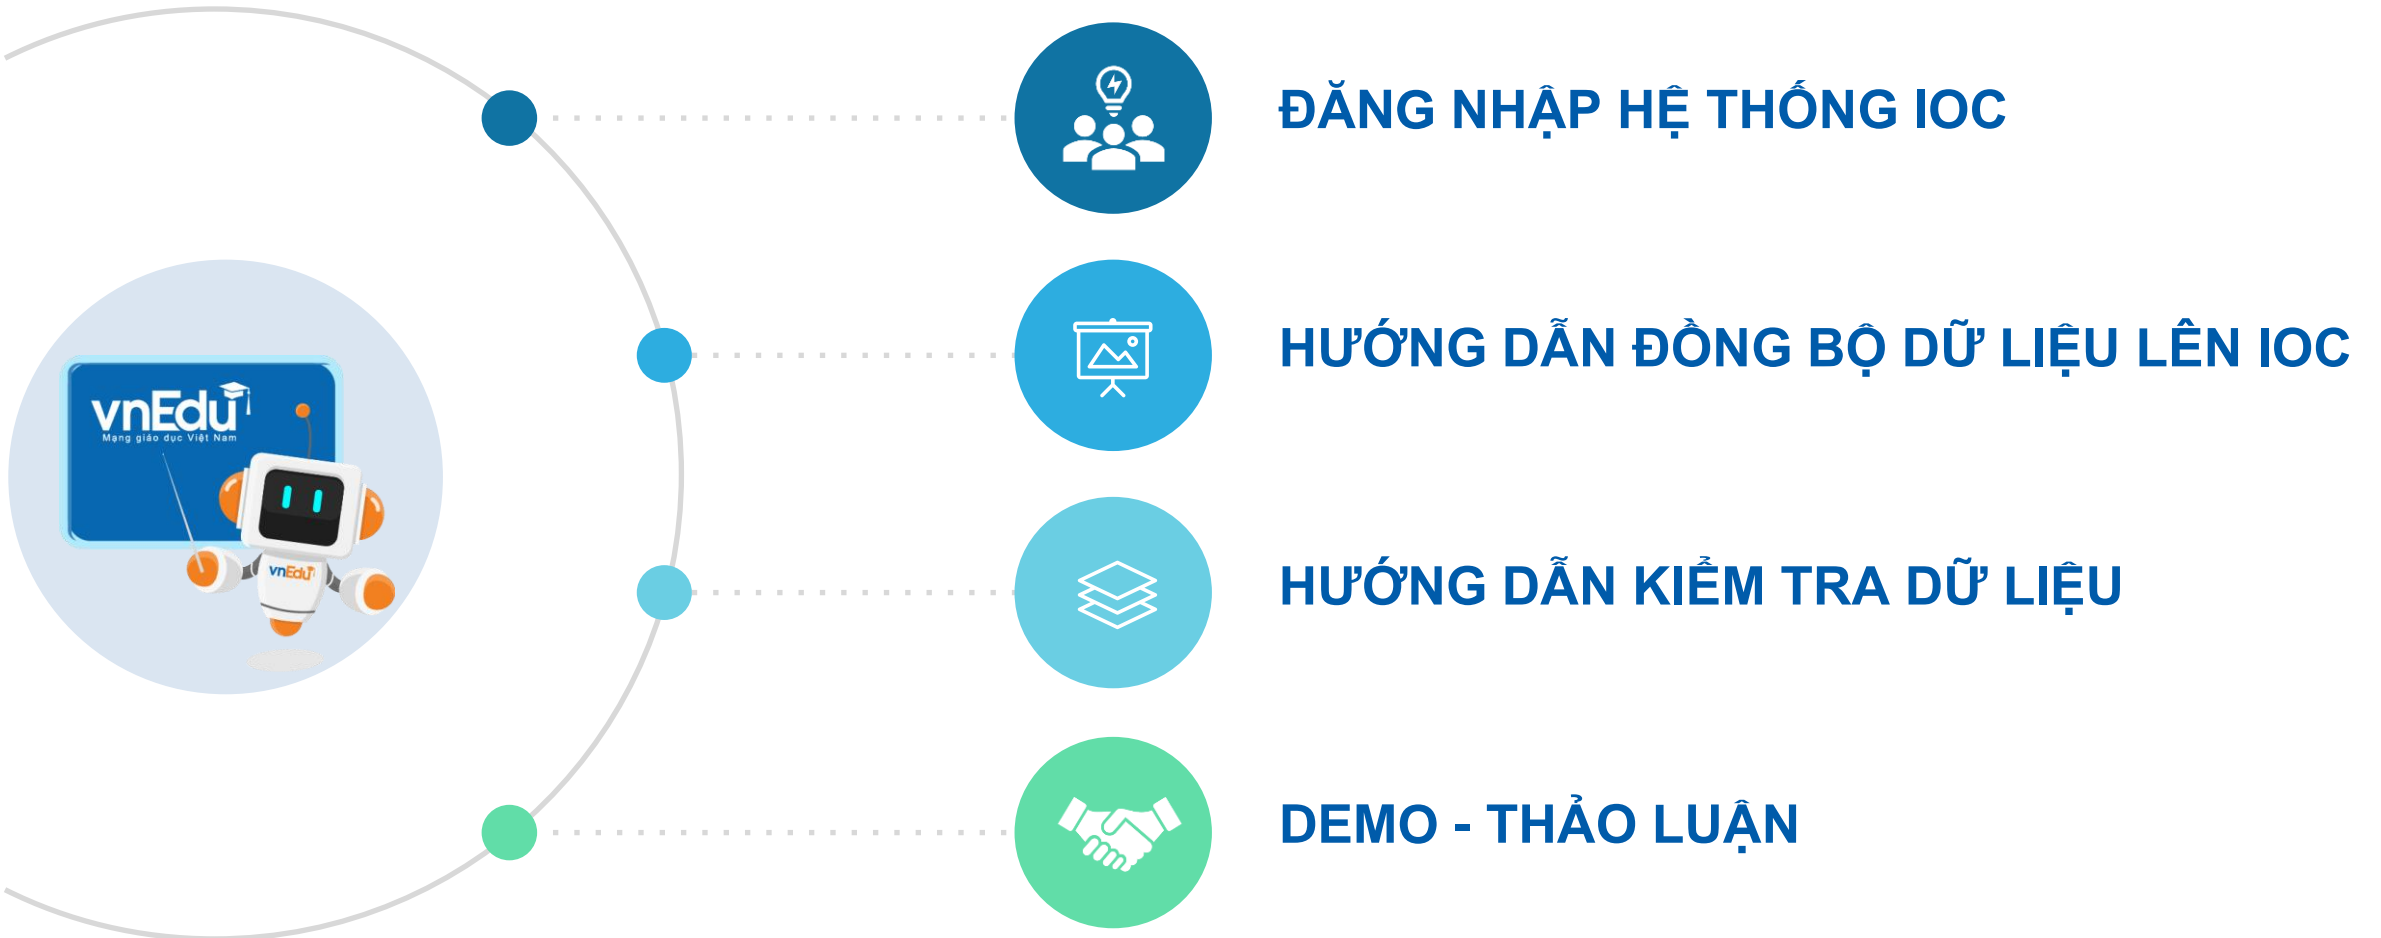 ĐĂNG NHẬP HỆ THỐNG IOC
HƯỚNG DẪN ĐỒNG BỘ DỮ LIỆU LÊN IOC
vnEdu
Mạng giáo dục Việt Nam
vnEdu
HƯỚNG DẪN KIỂM TRA DỮ LIỆU
DEMO - THẢO LUẬN